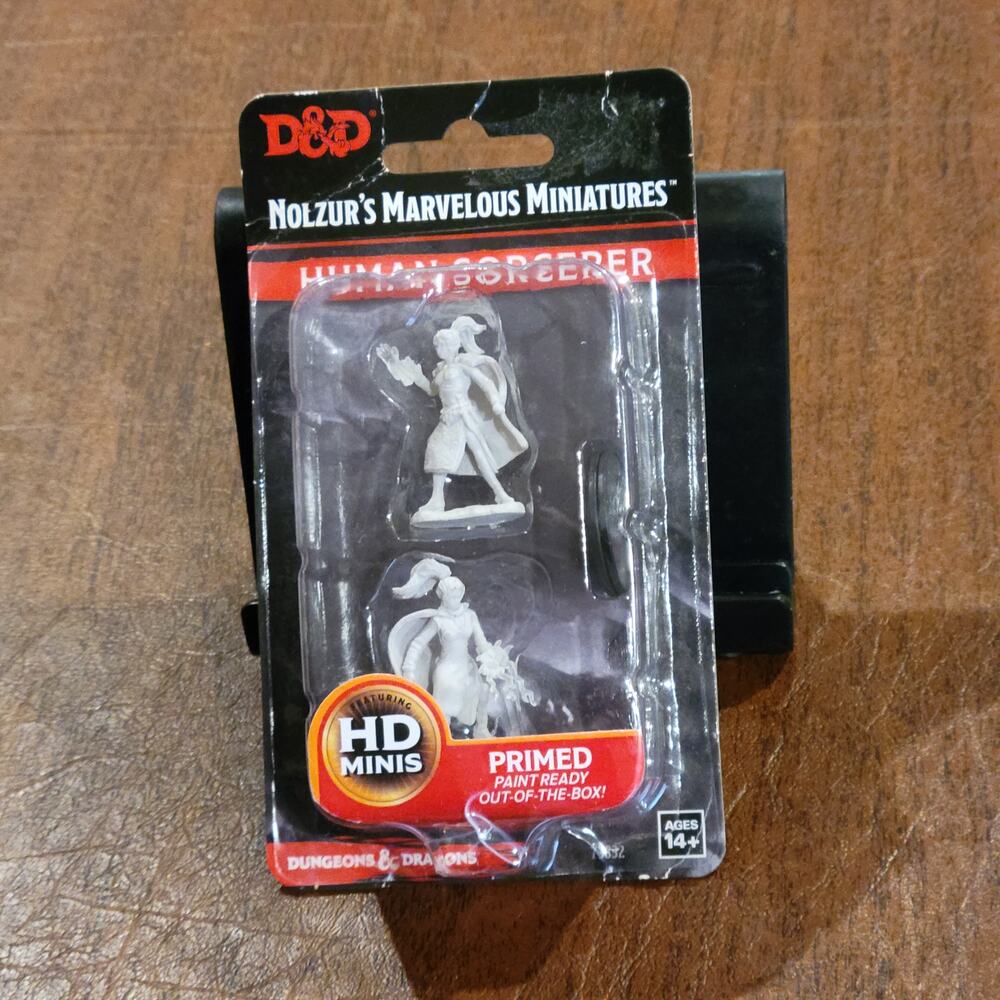 D&D®
NOLZUR'S MARVELOUS MINIATURES™
HUMAN SORCERER
FEATURING
HD
MINIS
PRIMED
PAINT READY
OUT-OF-THE-BOX!
AGES
14+
DUNGEONS & DRAGONS